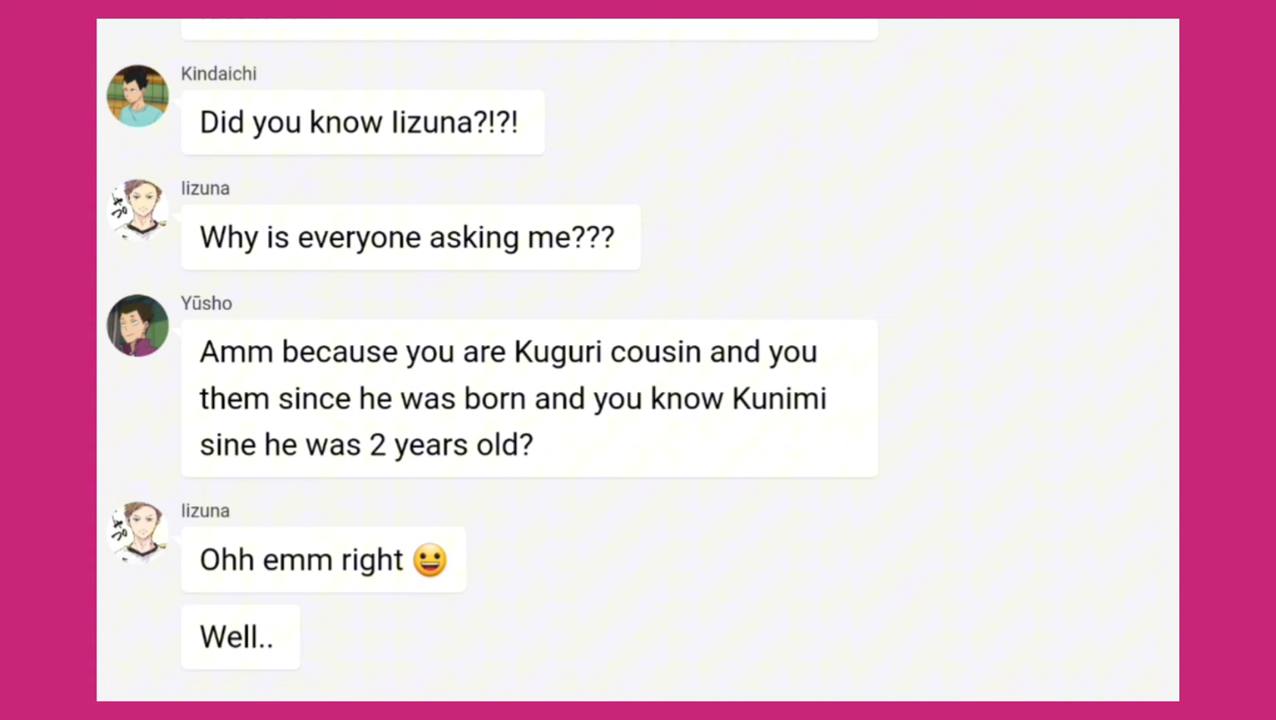 Kindaichi
Did you know Iizuna?!?!
Iizuna
Why is everyone asking me???
Yūsho
Amm because you are Kuguri cousin and you
them since he was born and you know Kunimi
sine he was 2 years old?
Iizuna
Ohh emm right 😀
Well..